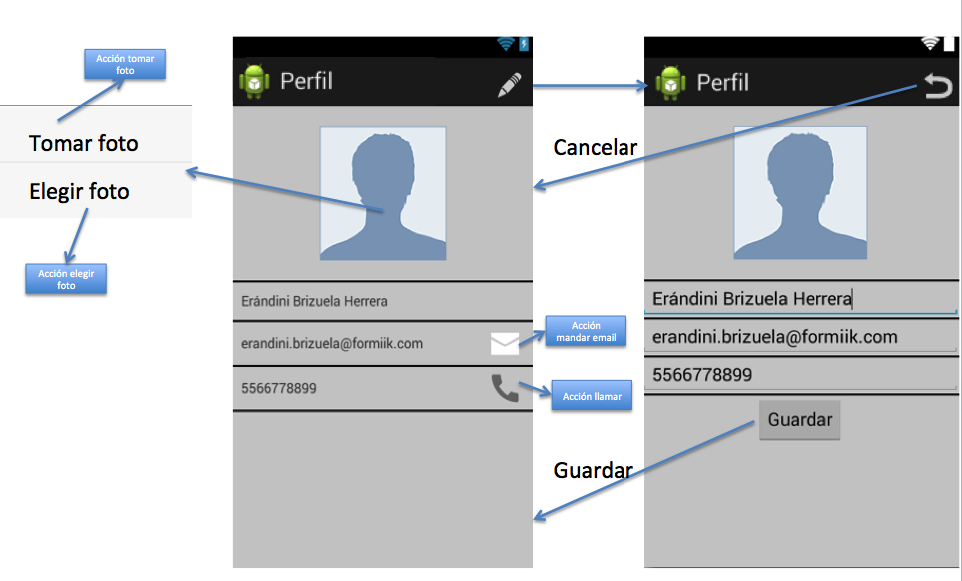 Acción tomar
foto
Tomar foto
Elegir foto
Acción elegir
foto
Perfil
Erándini Brizuela Herrera
erandini.brizuela@formiik.com
5566778899
Acción
mandar email
Acción llamar
Cancelar
Guardar
Perfil
Erándini Brizuela Herrera
erandini.brizuela@formiik.com
5566778899
Guardar